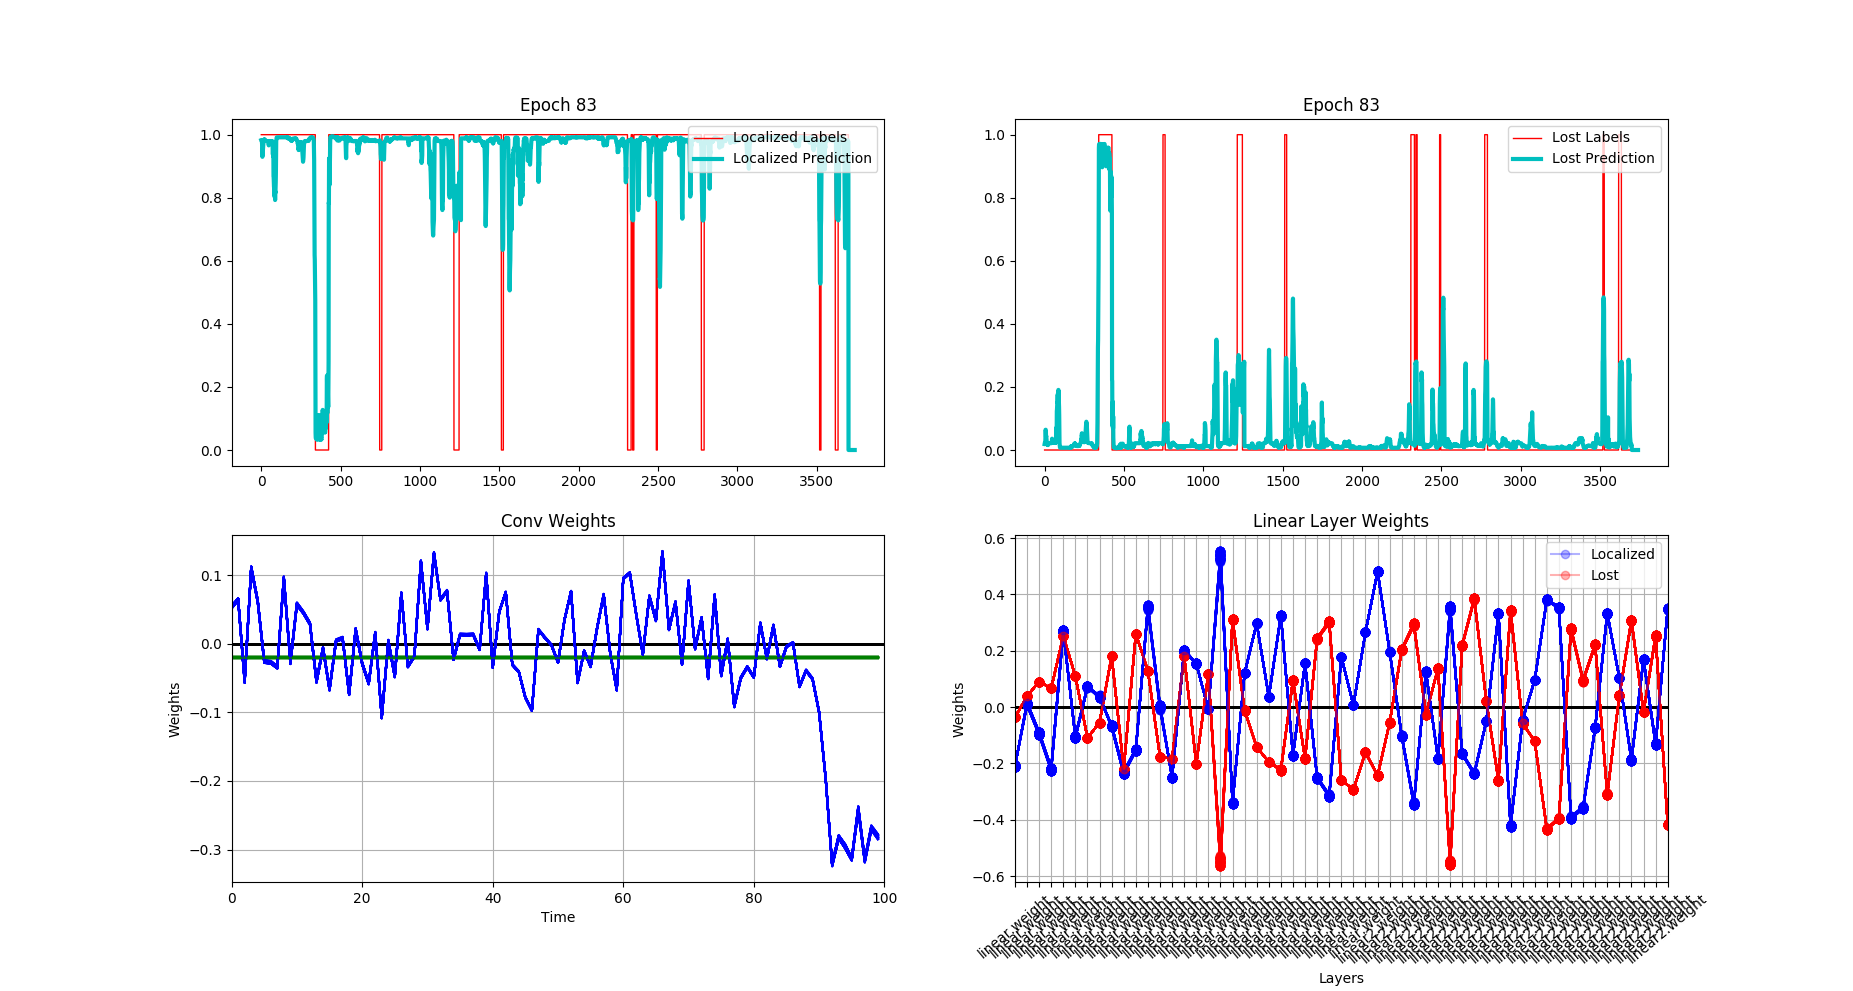 Epoch 83
Localized Labels
Localized Prediction
1.0
0.8
0.6
0.4
0.2
0.0
0 500 1000 1500 2000 2500 3000 3500
Epoch 83
Lost Labels
Lost Prediction
1.0
0.8
0.6
0.4
0.2
0.0
0 500 1000 1500 2000 2500 3000 3500
Conv Weights
Weights
0.1
0.0
−0.1
−0.2
−0.3
0 20 40 60 80 100
Time
Linear Layer Weights
Localized
Lost
Weights
0.6
0.4
0.2
0.0
−0.2
−0.4
−0.6
linear.weight
linear2.weight
Layers